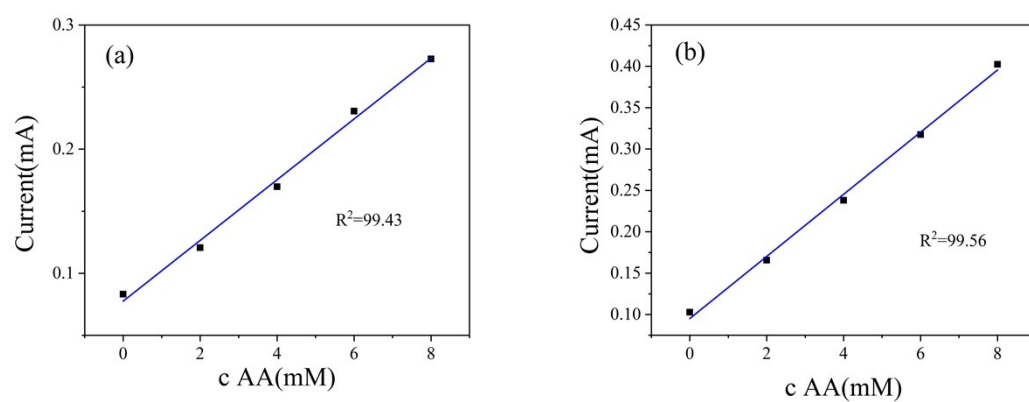 (a)
0.3
0.2
0.1
Current(mA)
R²=99.43
0 2 4 6 8
c AA(mM)
(b)
0.45
0.40
0.35
0.30
0.25
0.20
0.15
0.10
Current(mA)
R²=99.56
0 2 4 6 8
c AA(mM)